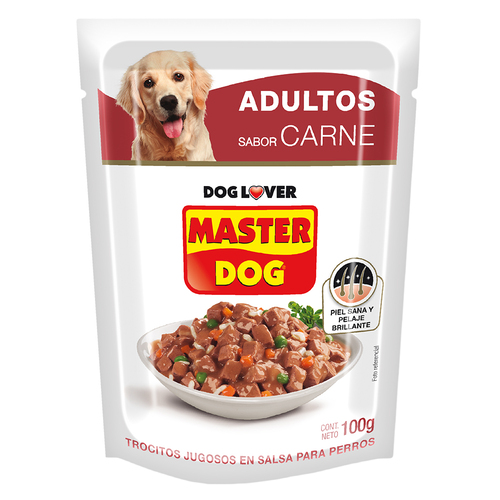 ADULTOS
SABOR CARNE
DOG LOVER
MASTER
DOG
PIEL SANA Y
PELAJE
BRILLANTE
Foto referencial
CONT.
NETO 100g
TROCITOS JUGOSOS EN SALSA PARA PERROS